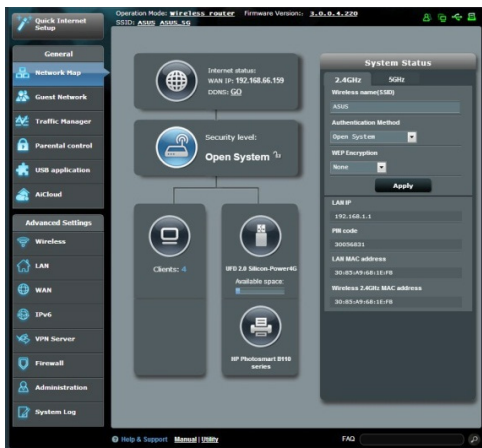 Quick Internet Setup
Operation Mode: Wireless router Firmware Version: 3.0.0.4.220
SSID: ASUS ASUS_5G
General
Network Map
Guest Network
Traffic Manager
Parental control
USB application
AiCloud
Advanced Settings
Wireless
LAN
WAN
IPv6
VPN Server
Firewall
Administration
System Log
Internet status:
WAN IP: 192.168.66.159
DDNS: GO
Security level:
Open System
Clients: 4
UFD 2.0 Silicon-Power4G
Available space:
HP Photosmart B110 series
System Status
2.4GHz 5GHz
Wireless name(SSID)
ASUS
Authentication Method
Open System
WEP Encryption
None
Apply
LAN IP
192.168.1.1
PIN code
30056831
LAN MAC address
30:85:A9:68:1E:F8
Wireless 2.4GHz MAC address
30:85:A9:68:1E:F8
Help & Support Manual | Utility
FAQ